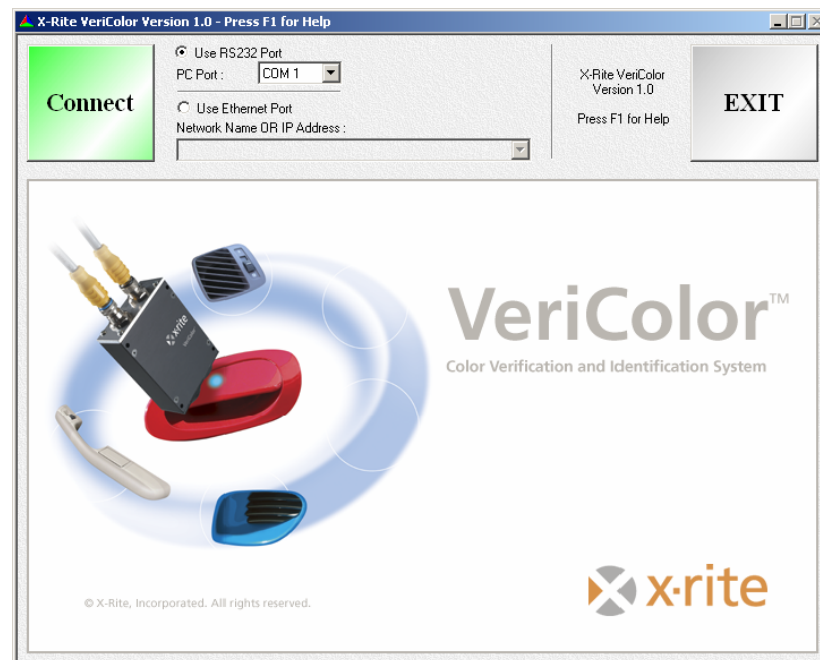 X-Rite VeriColor Version 1.0 - Press F1 for Help
Connect
Use RS232 Port
PC Port :
COM 1
Use Ethernet Port
Network Name OR IP Address :
X-Rite VeriColor
Version 1.0
Press F1 for Help
EXIT
x-rite
VeriColor
VeriColor™
Color Verification and Identification System
© X-Rite, Incorporated. All rights reserved.
x·rite